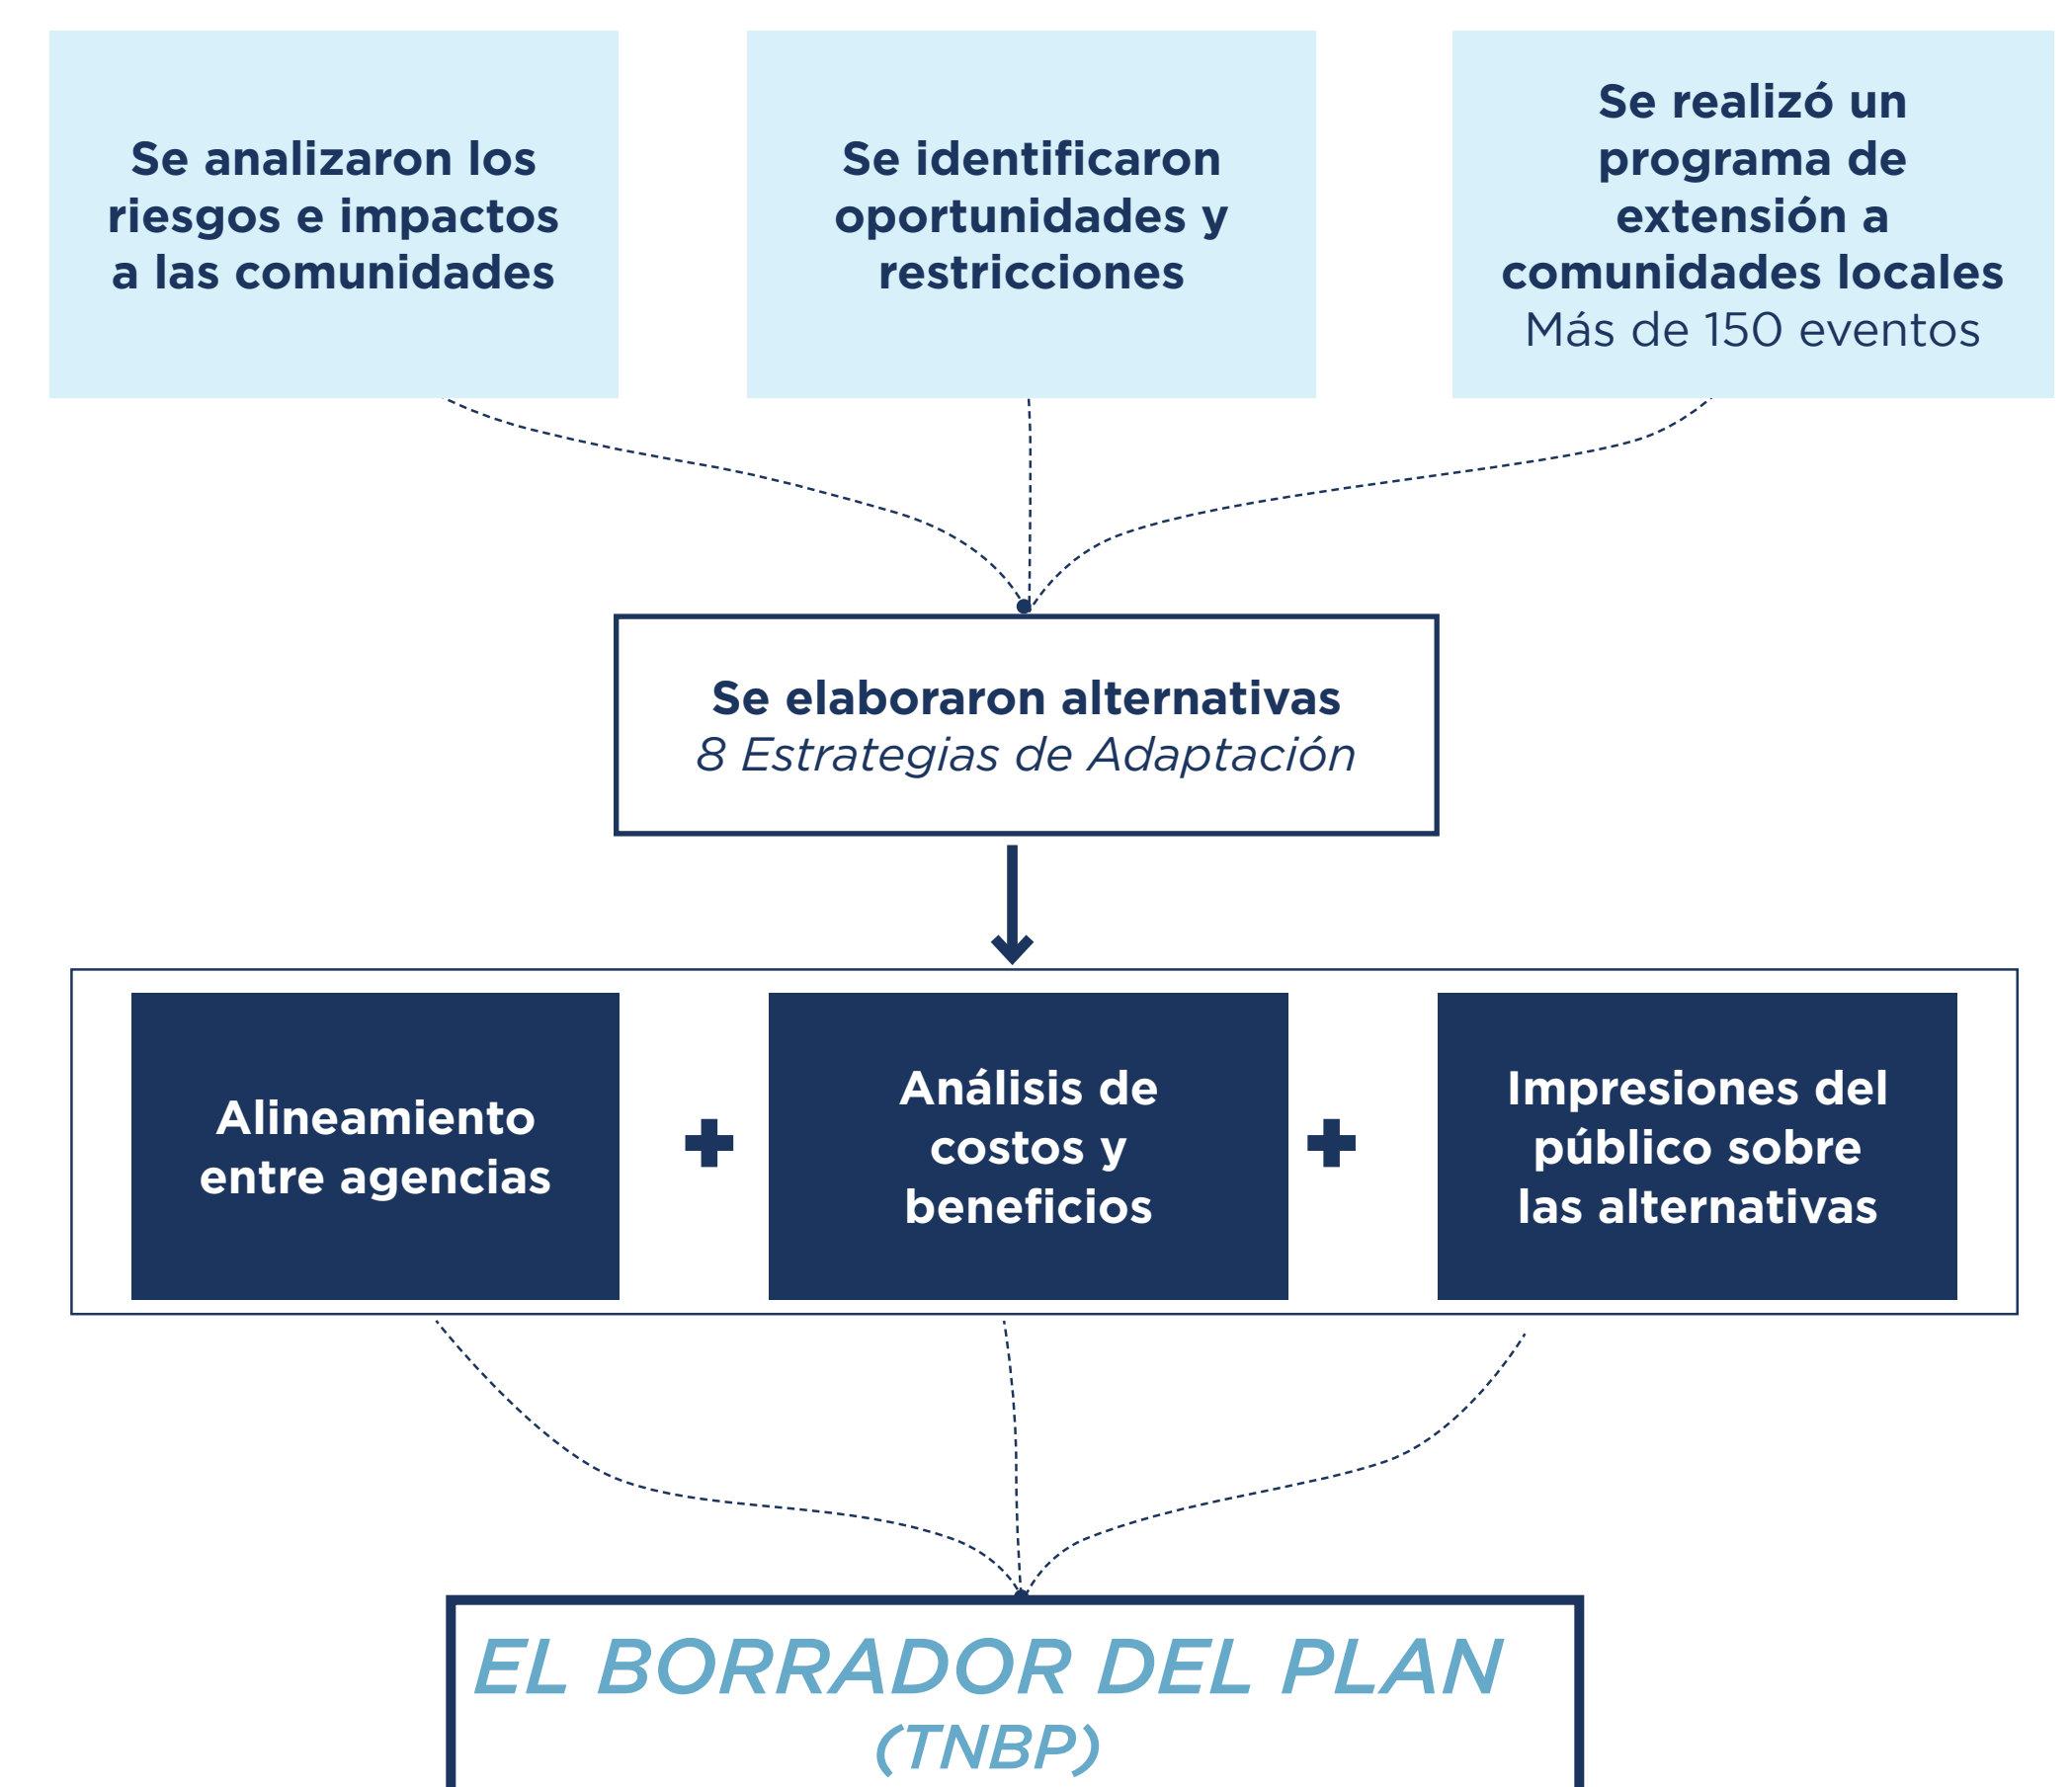 Se analizaron los
riesgos e impactos
a las comunidades
Se identificaron
oportunidades y
restricciones
Se realizó un
programa de
extensión a
comunidades locales
Más de 150 eventos
Se elaboraron alternativas
8 Estrategias de Adaptación
Alineamiento
entre agencias
+
Análisis de
costos y
beneficios
+
Impresiones del
público sobre
las alternativas
EL BORRADOR DEL PLAN
(TNBP)